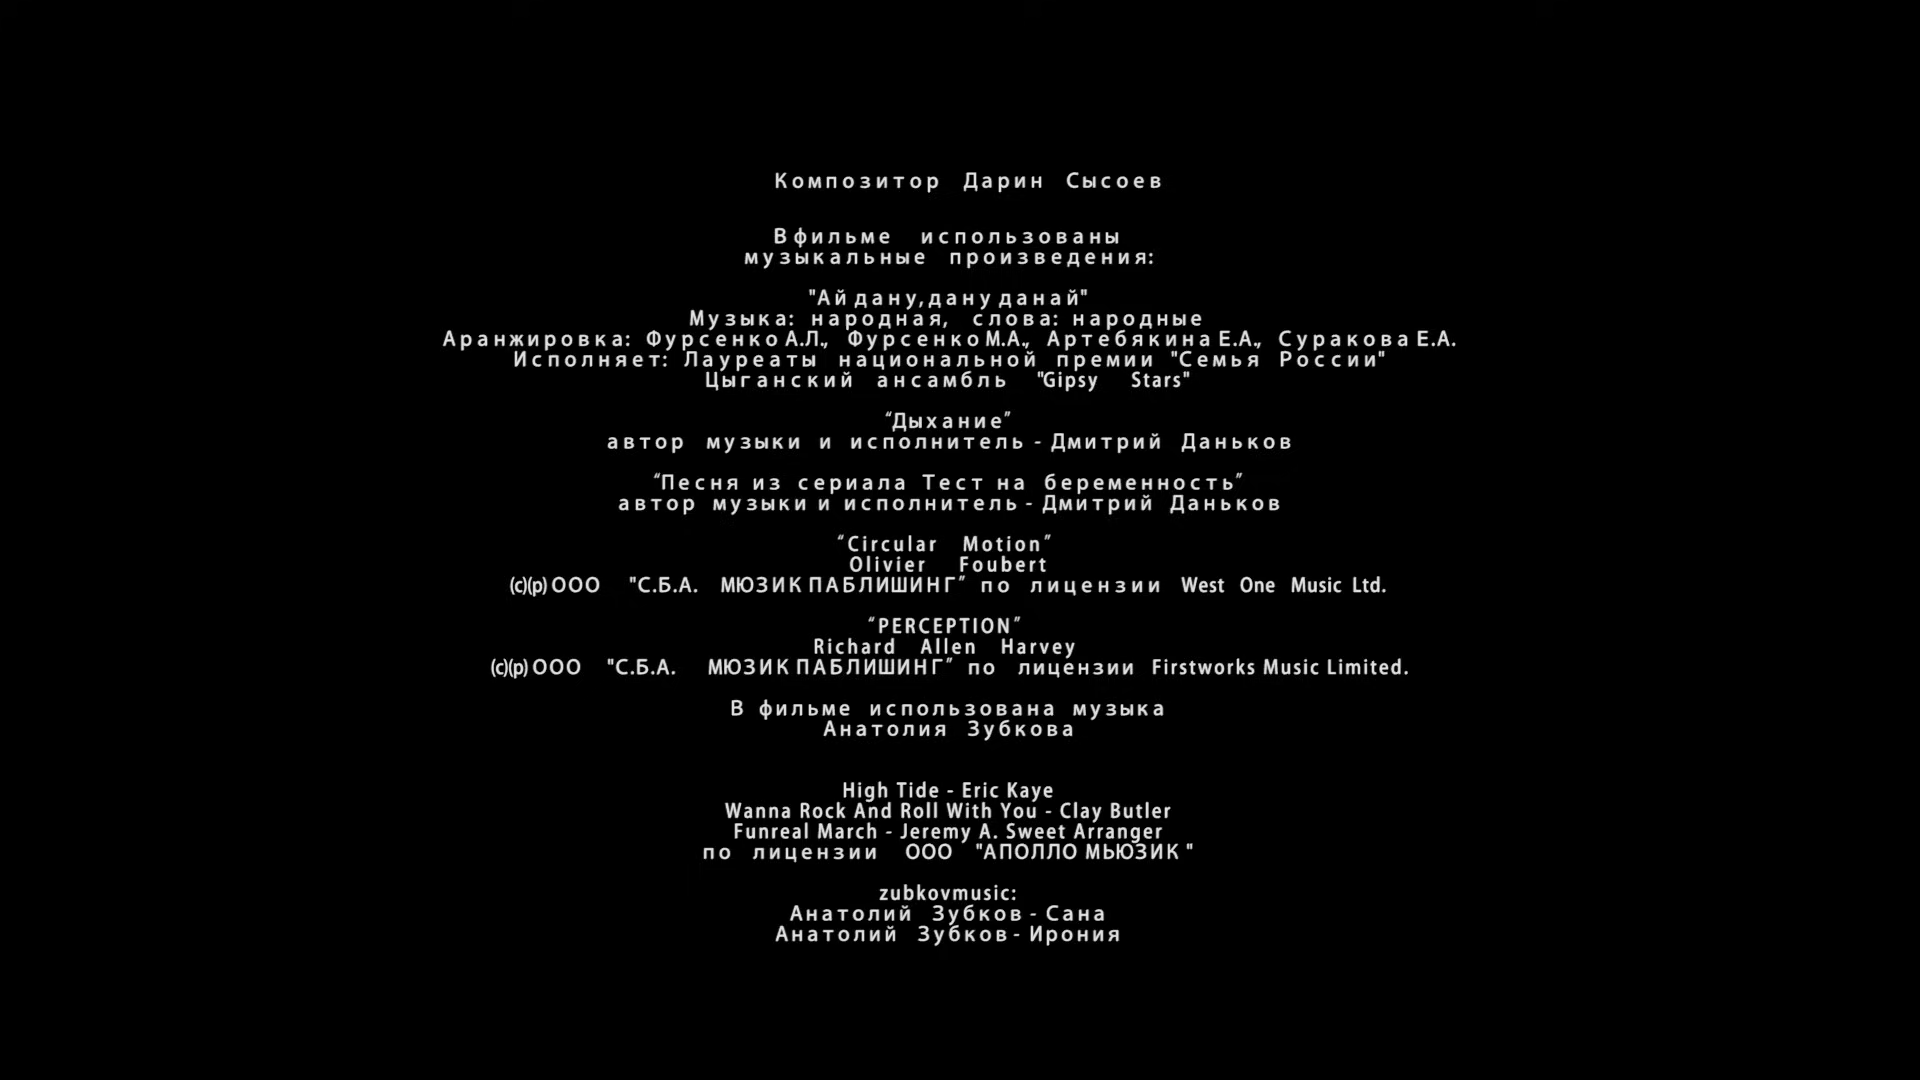 Композитор Дарин Сысоев
В фильме использованы
музыкальные произведения:
"Ай дану, дану данай"
Музыка: народная, слова: народные
Аранжировка: Фурсенко А.Л., Фурсенко М.А., Артебякина Е.А., Суракова Е.А.
Исполняет: Лауреаты национальной премии "Семья России"
Цыганский ансамбль "Gipsy Stars"
“Дыхание”
автор музыки и исполнитель - Дмитрий Даньков
“Песня из сериала Тест на беременность”
автор музыки и исполнитель - Дмитрий Даньков
“Circular Motion”
Olivier Foubert
(c)(p) ООО "С.Б.А. МЮЗИК ПАБЛИШИНГ” по лицензии West One Music Ltd.
“PERCEPTION”
Richard Allen Harvey
(c)(p) ООО "С.Б.А. МЮЗИК ПАБЛИШИНГ” по лицензии Firstworks Music Limited.
В фильме использована музыка
Анатолия Зубкова
High Tide - Eric Kaye
Wanna Rock And Roll With You - Clay Butler
Funreal March - Jeremy A. Sweet Arranger
по лицензии ООО "АПОЛЛО МЬЮЗИК "
zubkovmusic:
Анатолий Зубков - Сана
Анатолий Зубков - Ирония